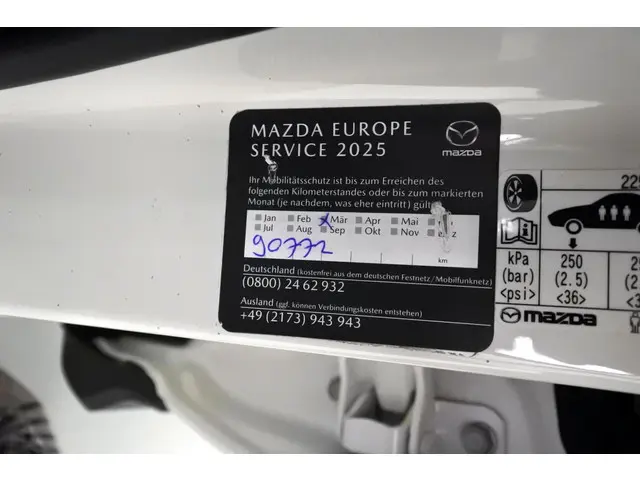 MAZDA EUROPE
SERVICE 2025
mazda
Ihr Mobilitätsschutz ist bis zum Erreichen des
folgenden Kilometerstandes oder bis zum markierten
Monat (je nachdem, was eher eintritt) gültig
Jan Feb Mär Apr Mai
Jul Aug Sep Okt Nov
90772
km
Deutschland (kostenfrei aus dem deutschen Festnetz/Mobilfunknetz)
(0800) 24 62 932
Ausland (ggf. können Verbindungskosten entstehen)
+49 (2173) 943 943
kPa 250
(bar) (2.5)
<psi> <36>
mazda